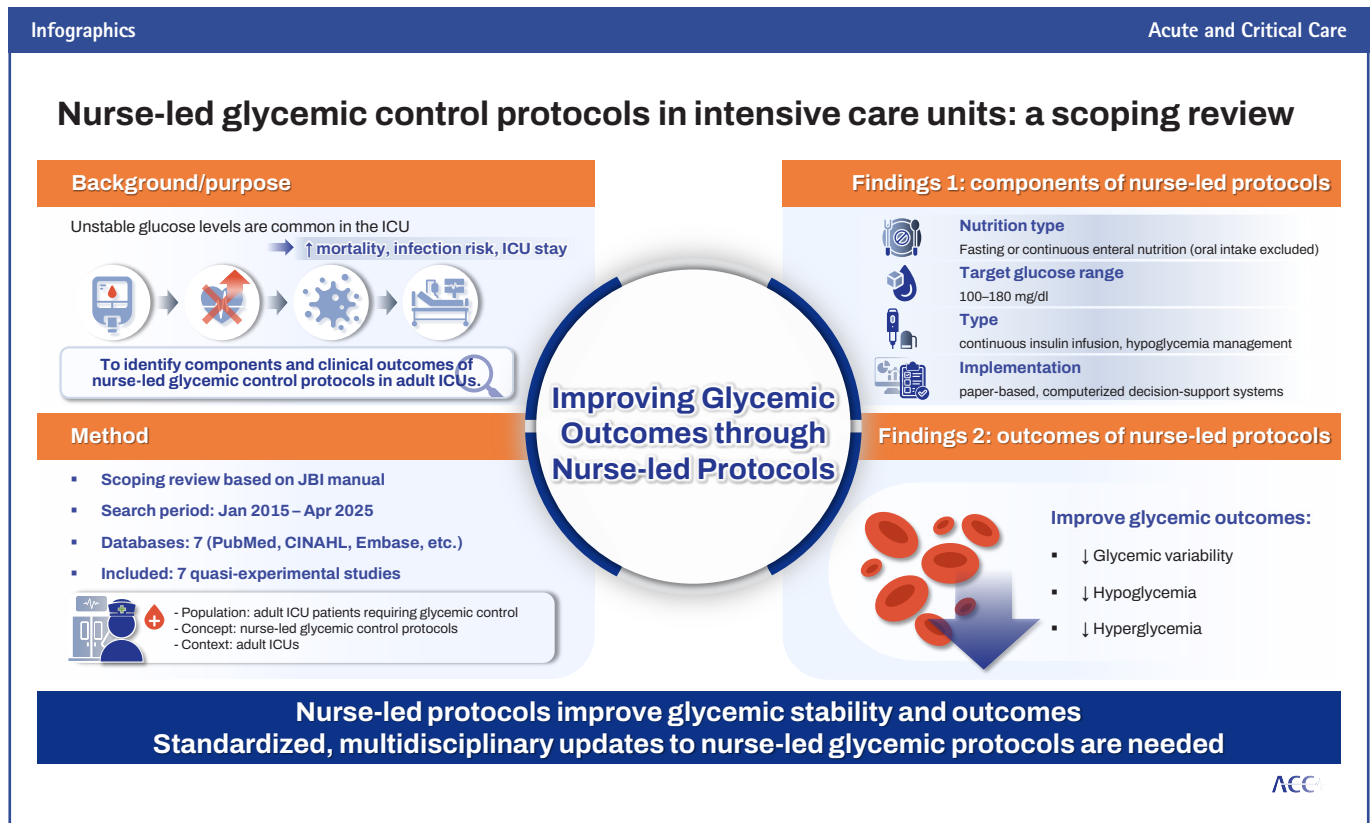 Infographics
Acute and Critical Care
Nurse-led glycemic control protocols in intensive care units: a scoping review
Background/purpose
Unstable glucose levels are common in the ICU
↑ mortality, infection risk, ICU stay
To identify components and clinical outcomes of
nurse-led glycemic control protocols in adult ICUs.
Method
▪ Scoping review based on JBI manual
▪ Search period: Jan 2015 – Apr 2025
▪ Databases: 7 (PubMed, CINAHL, Embase, etc.)
▪ Included: 7 quasi-experimental studies
- Population: adult ICU patients requiring glycemic control
- Concept: nurse-led glycemic control protocols
- Context: adult ICUs
Improving Glycemic
Outcomes through
Nurse-led Protocols
Findings 1: components of nurse-led protocols
Nutrition type
Fasting or continuous enteral nutrition (oral intake excluded)
Target glucose range
100–180 mg/dl
Type
continuous insulin infusion, hypoglycemia management
Implementation
paper-based, computerized decision-support systems
Findings 2: outcomes of nurse-led protocols
Improve glycemic outcomes:
▪ ↓ Glycemic variability
▪ ↓ Hypoglycemia
▪ ↓ Hyperglycemia
Nurse-led protocols improve glycemic stability and outcomes
Standardized, multidisciplinary updates to nurse-led glycemic protocols are needed
ACC